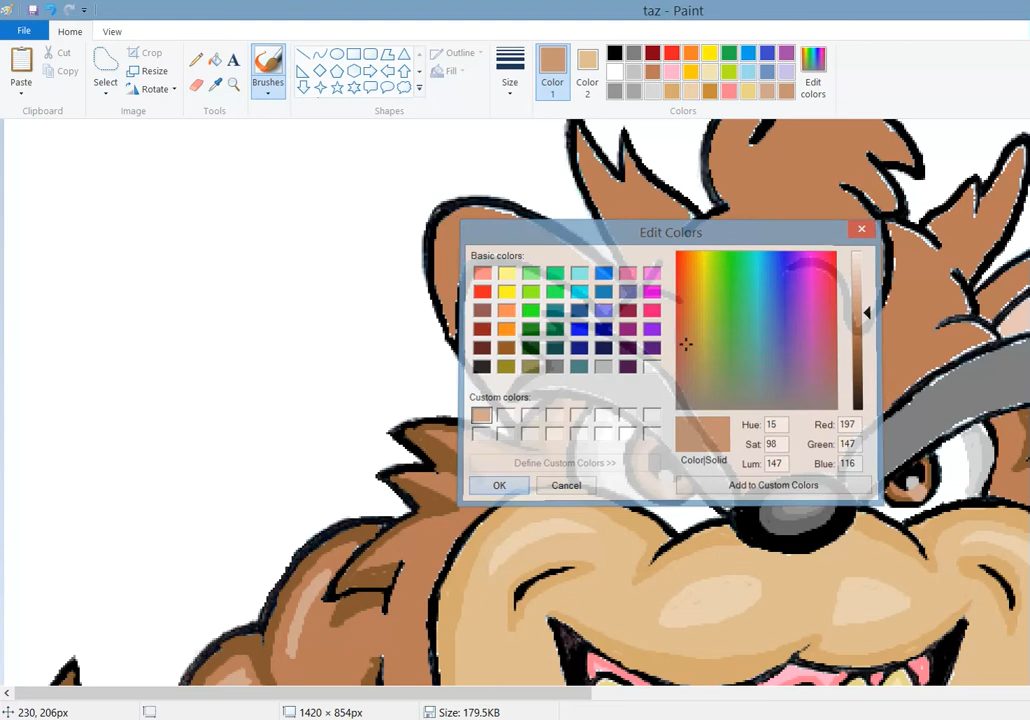 taz - Paint
File Home View
Paste
Cut
Copy
Clipboard
Select
Crop
Resize
Rotate
Image
A
Tools
Brushes
Outline
Fill
Shapes
Size
Color
1
Color
2
Edit
colors
Colors
Edit Colors
Basic colors:
Custom colors:
Define Custom Colors >>
OK Cancel
Color|Solid
Hue: 15 Red: 197
Sat: 98 Green: 147
Lum: 147 Blue: 116
Add to Custom Colors
230, 206px
1420 × 854px
Size: 179.5KB